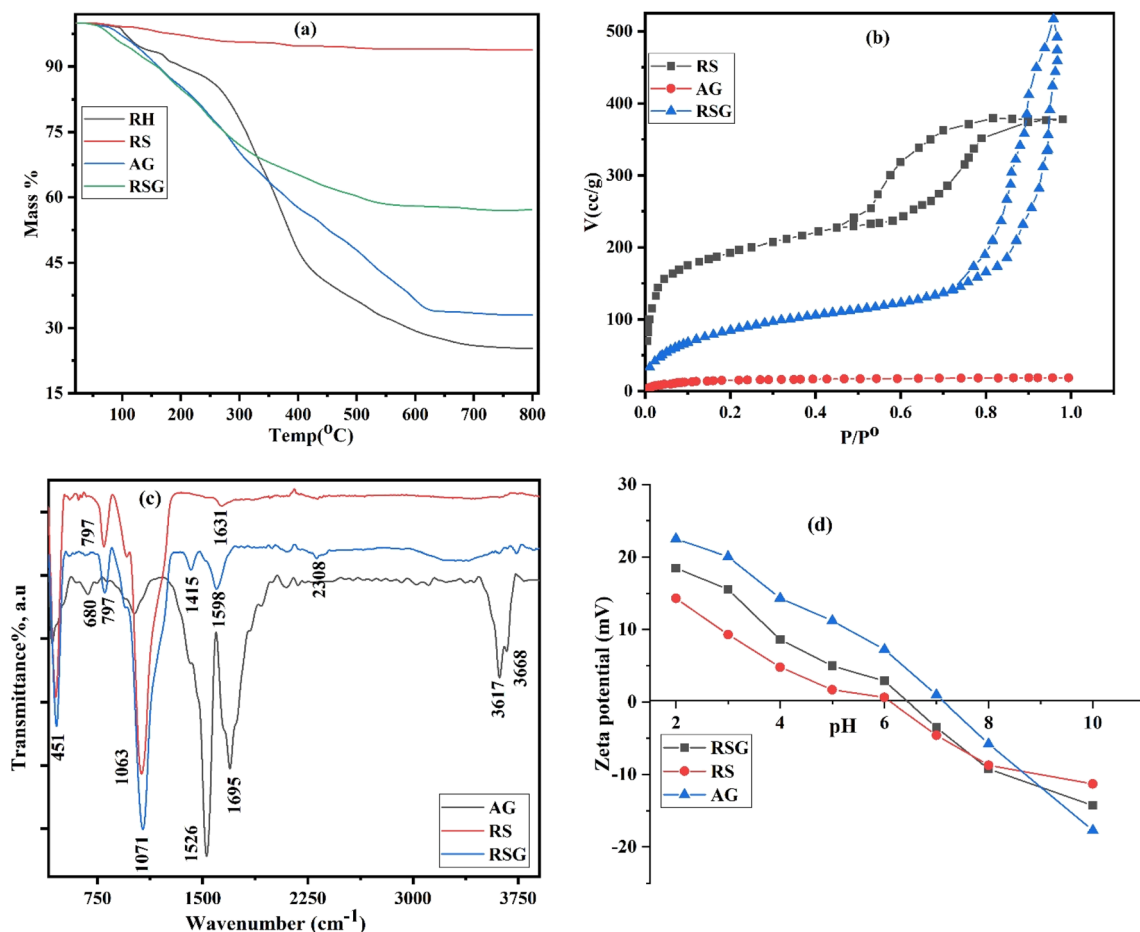 (a)
90
75
60
45
30
15
Mass %
RH
RS
AG
RSG
100
200
300
400
500
600
700
800
Temp(°C)
(b)
500
400
300
200
100
0
V(cc/g)
RS
AG
RSG
0.0
0.2
0.4
0.6
0.8
1.0
P/P°
(c)
Transmittance%, a.u
797
1631
680
797
1415
1598
2308
3617
3668
451
1063
1071
1526
1695
AG
RS
RSG
750
1500
2250
3000
3750
Wavenumber (cm⁻¹)
(d)
30
20
10
0
-10
-20
Zeta potential (mV)
2
4
6
8
10
pH
RSG
RS
AG